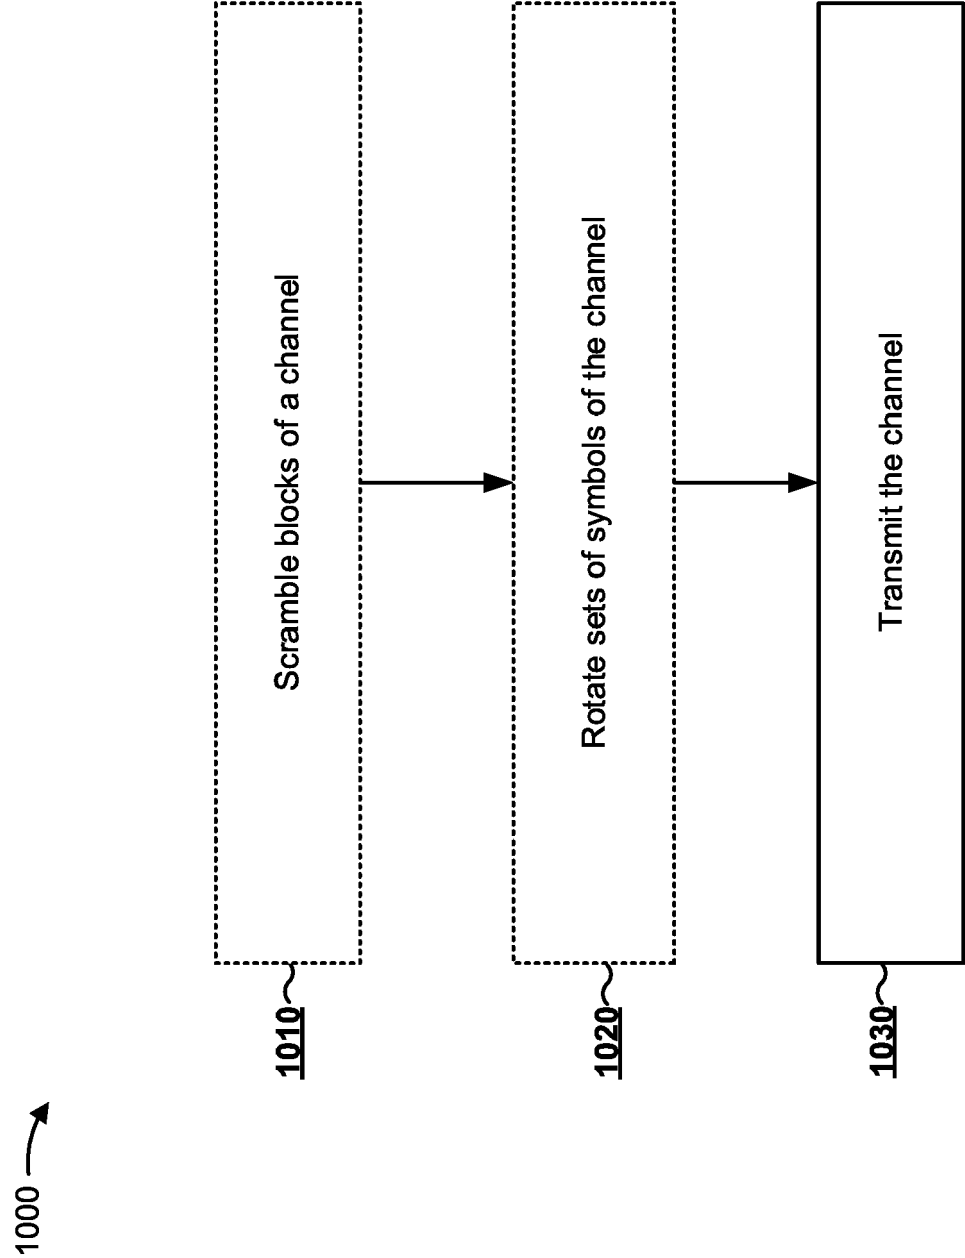 1000
1010
Scramble blocks of a channel
1020
Rotate sets of symbols of the channel
1030
Transmit the channel